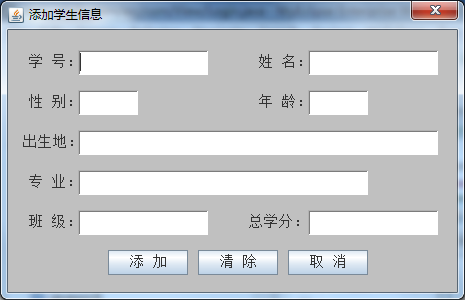 添加学生信息
学 号： 姓 名：
性 别： 年 龄：
出生地：
专 业：
班 级： 总学分：
添 加 清 除 取 消